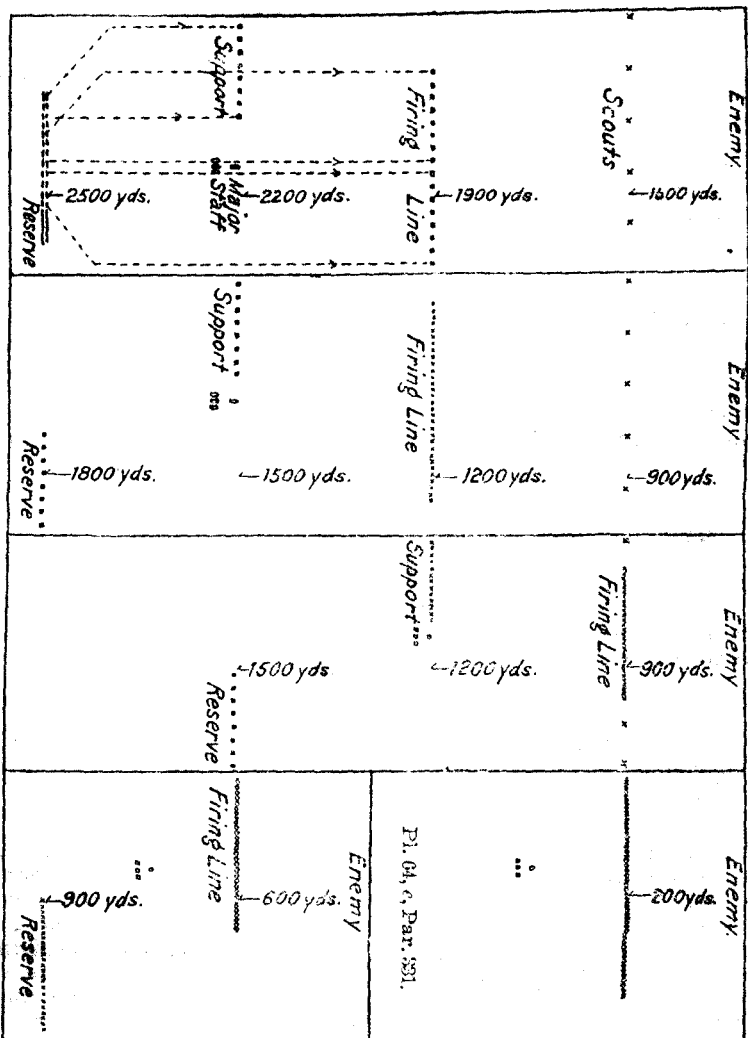 Enemy.
Scouts
1600 yds.
Firing Line
1900 yds.
Support
Major
Staff
2200 yds.
2500 yds.
Reserve
Enemy
900 yds.
Firing Line
1200 yds.
Support
1500 yds.
1800 yds.
Reserve
Enemy
Firing Line
900 yds.
Support
1200 yds.
1500 yds
Reserve
Enemy
Firing Line
600 yds.
900 yds.
Reserve
Enemy.
200 yds.
Pl. 64, c, Par. 331.